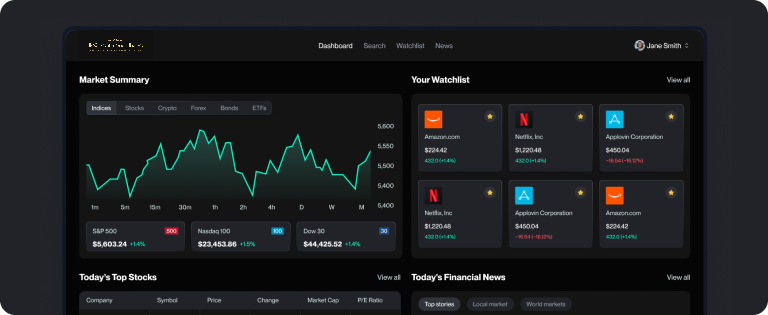 Dashboard Search Watchlist News
Jane Smith
Market Summary
Indices Stocks Crypto Forex Bonds ETFs
5,600
5,550
5,500
5,400
5,400
1m 5m 15m 30m 1h 2h 4h D W M
S&P 500 500
$5,603.24 +1.4%
Nasdaq 100 100
$23,453.86 +1.5%
Dow 30 30
$44,425.52 +1.4%
Your Watchlist View all
Amazon.com
$224.42
432.0 (+1.4%)
Netflix, Inc
$1,220.48
432.0 (+1.4%)
Applovin Corporation
$450.04
-16.54 (-16.12%)
Netflix, Inc
$1,220.48
432.0 (+1.4%)
Applovin Corporation
$450.04
-16.54 (-16.12%)
Amazon.com
$224.42
432.0 (+1.4%)
Today's Top Stocks View all
Company Symbol Price Change Market Cap P/E Ratio
Today's Financial News View all
Top stories Local market World markets